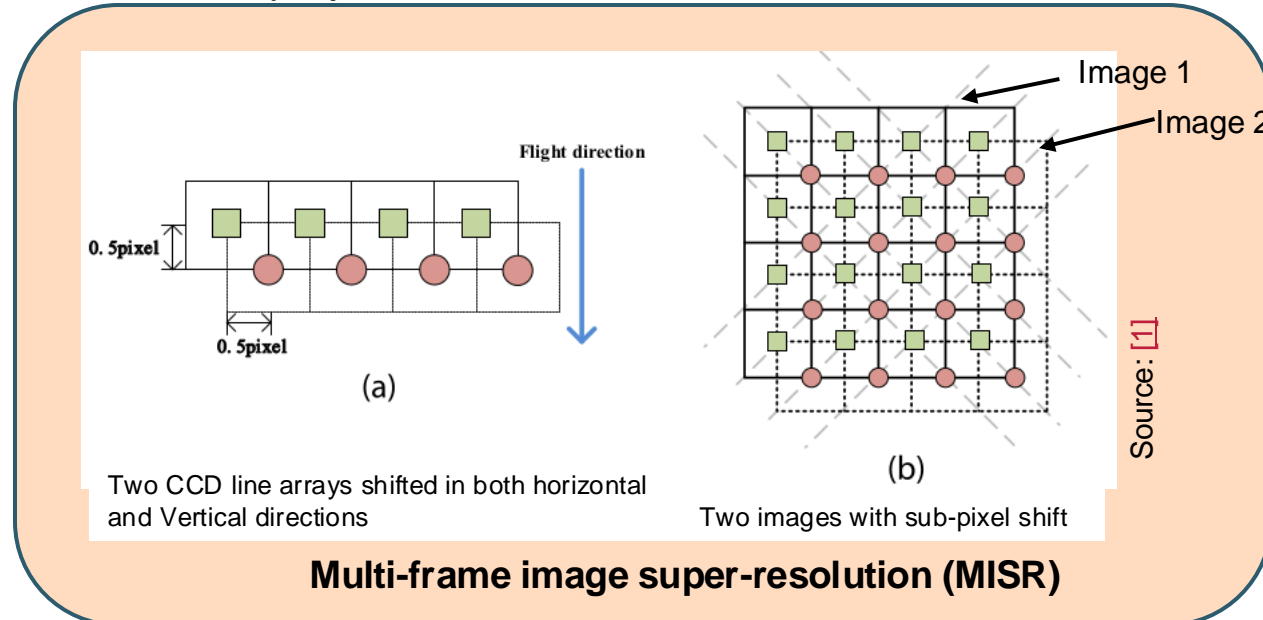 Image 1
Image 2
Flight direction
0. 5pixel
0. 5pixel
(a)
(b)
Source: [1]
Two CCD line arrays shifted in both horizontal
and Vertical directions
Two images with sub-pixel shift
Multi-frame image super-resolution (MISR)